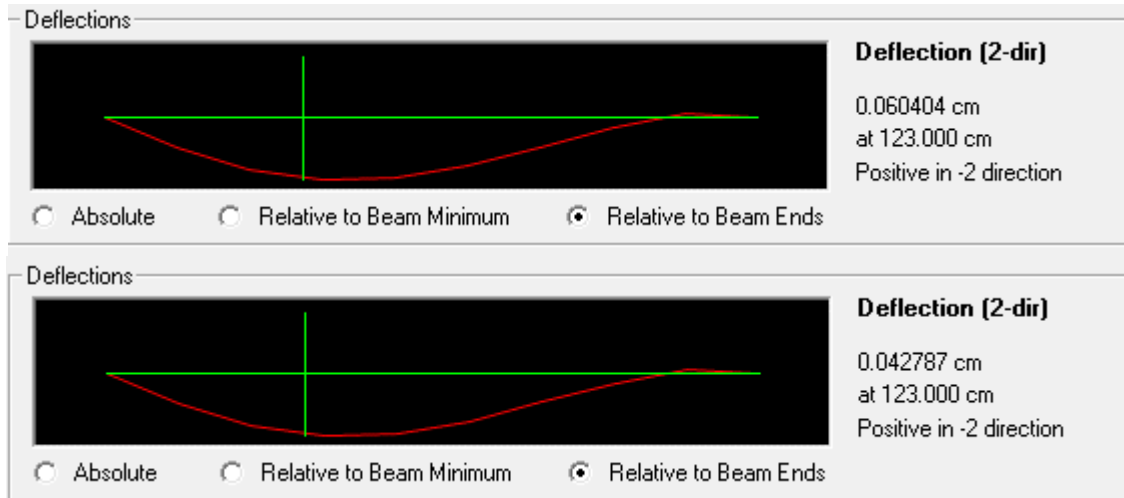 Deflections
Deflection (2-dir)
0.060404 cm
at 123.000 cm
Positive in -2 direction
Absolute Relative to Beam Minimum Relative to Beam Ends
Deflections
Deflection (2-dir)
0.042787 cm
at 123.000 cm
Positive in -2 direction
Absolute Relative to Beam Minimum Relative to Beam Ends